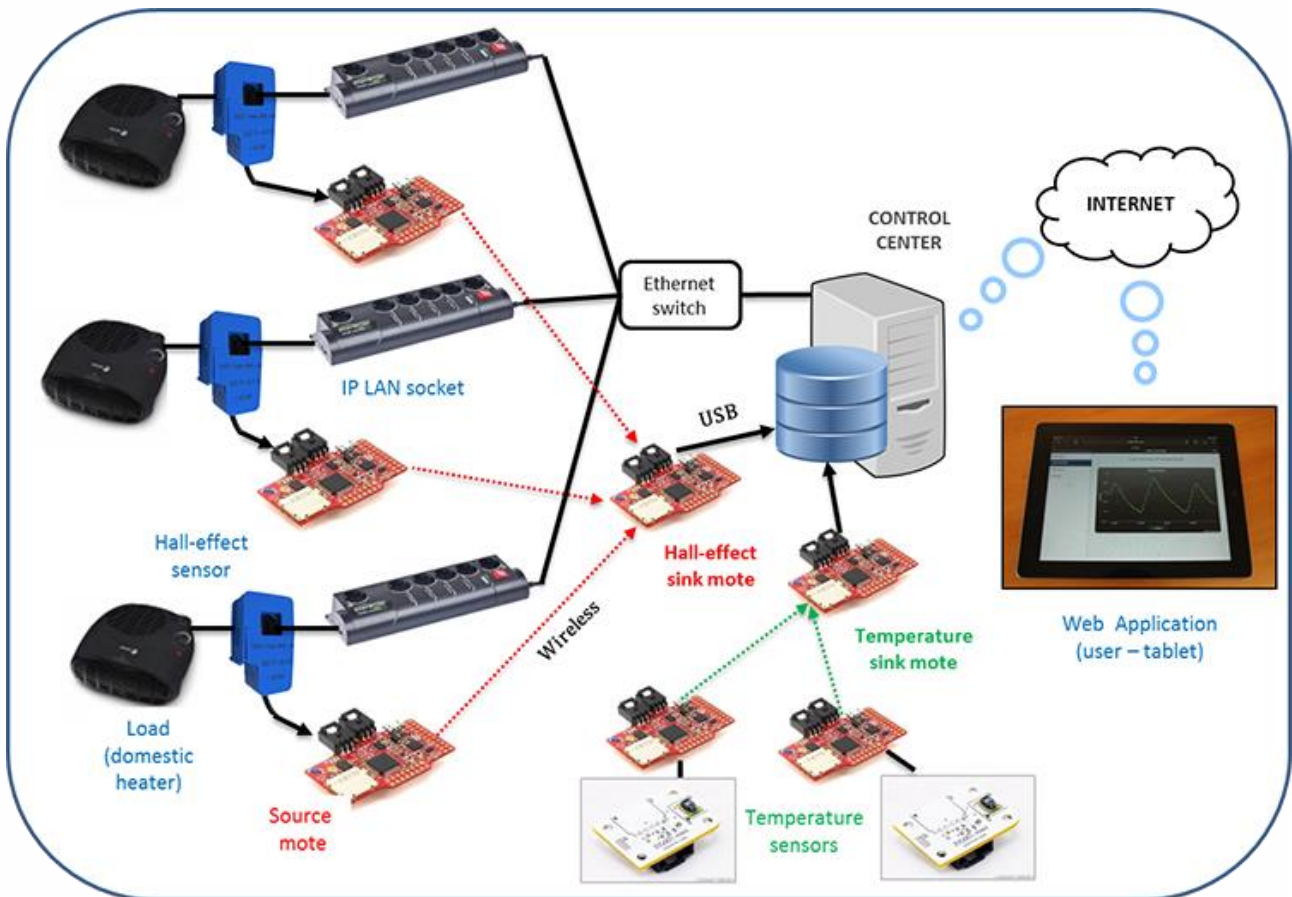 CONTROL
CENTER
INTERNET
Ethernet
switch
IP LAN socket
USB
Hall-effect
sensor
Hall-effect
sink mote
Wireless
Temperature
sink mote
Web Application
(user – tablet)
Load
(domestic
heater)
Source
mote
Temperature
sensors